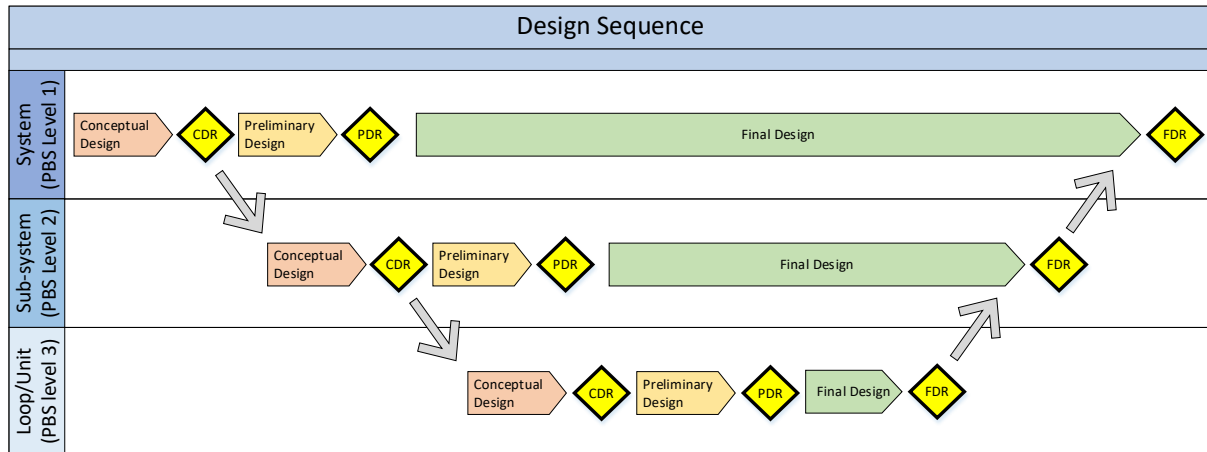 Design Sequence
System
(PBS Level 1)
Conceptual
Design
CDR
Preliminary
Design
PDR
Final Design
FDR
Sub-system
(PBS Level 2)
Conceptual
Design
CDR
Preliminary
Design
PDR
Final Design
FDR
Loop/Unit
(PBS level 3)
Conceptual
Design
CDR
Preliminary
Design
PDR
Final Design
FDR